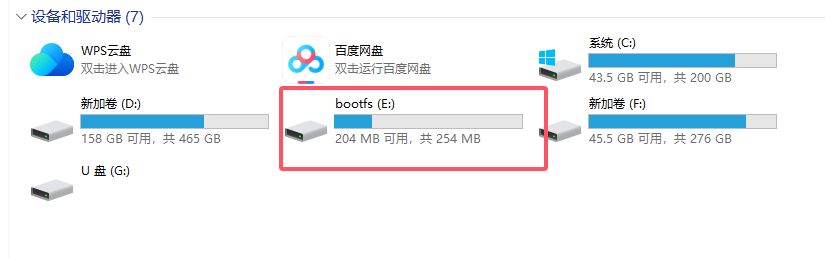 设备和驱动器 (7)
WPS云盘
双击进入WPS云盘
百度网盘
双击运行百度网盘
系统 (C:)
43.5 GB 可用，共 200 GB
新加卷 (D:)
158 GB 可用，共 465 GB
bootfs (E:)
204 MB 可用，共 254 MB
新加卷 (F:)
45.5 GB 可用，共 276 GB
U 盘 (G:)